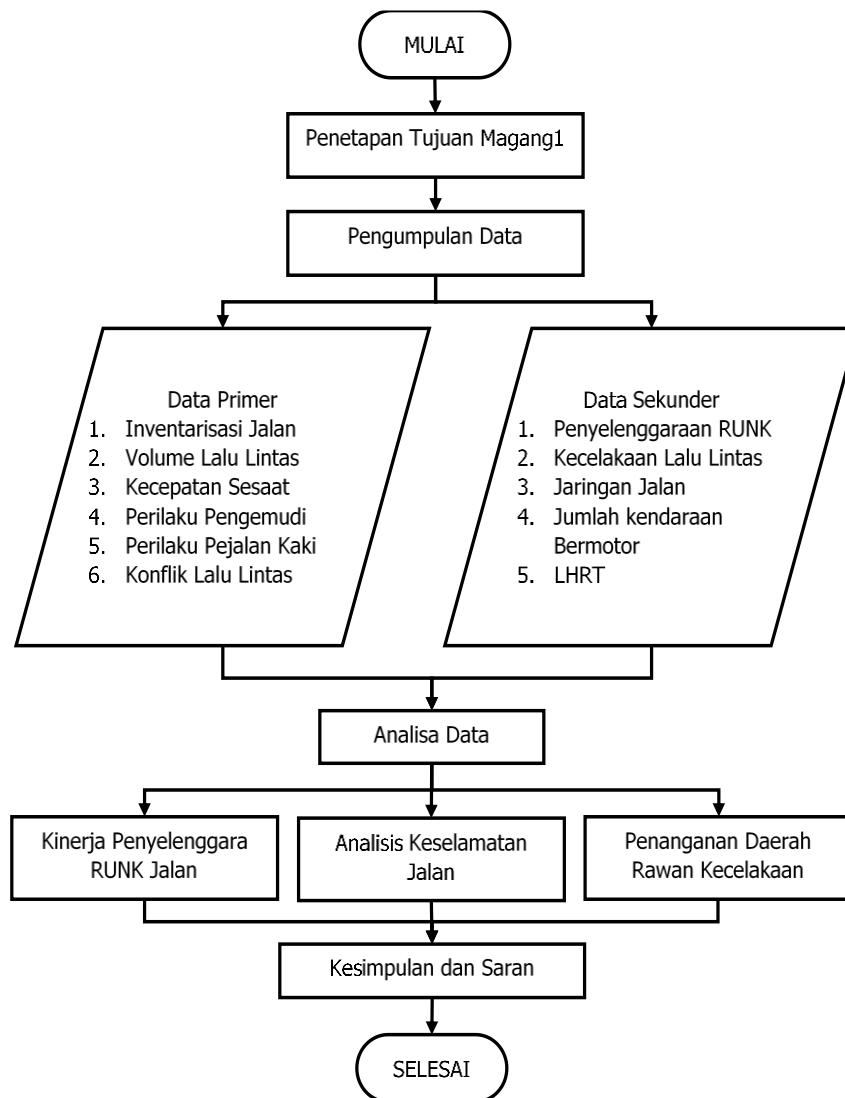 MULAI
Penetapan Tujuan Magang1
Pengumpulan Data
Data Primer
1. Inventarisasi Jalan
2. Volume Lalu Lintas
3. Kecepatan Sesaat
4. Perilaku Pengemudi
5. Perilaku Pejalan Kaki
6. Konflik Lalu Lintas
Data Sekunder
1. Penyelenggaraan RUNK
2. Kecelakaan Lalu Lintas
3. Jaringan Jalan
4. Jumlah kendaraan
Bermotor
5. LHRT
Analisa Data
Kinerja Penyelenggara
RUNK Jalan
Analisis Keselamatan
Jalan
Penanganan Daerah
Rawan Kecelakaan
Kesimpulan dan Saran
SELESAI